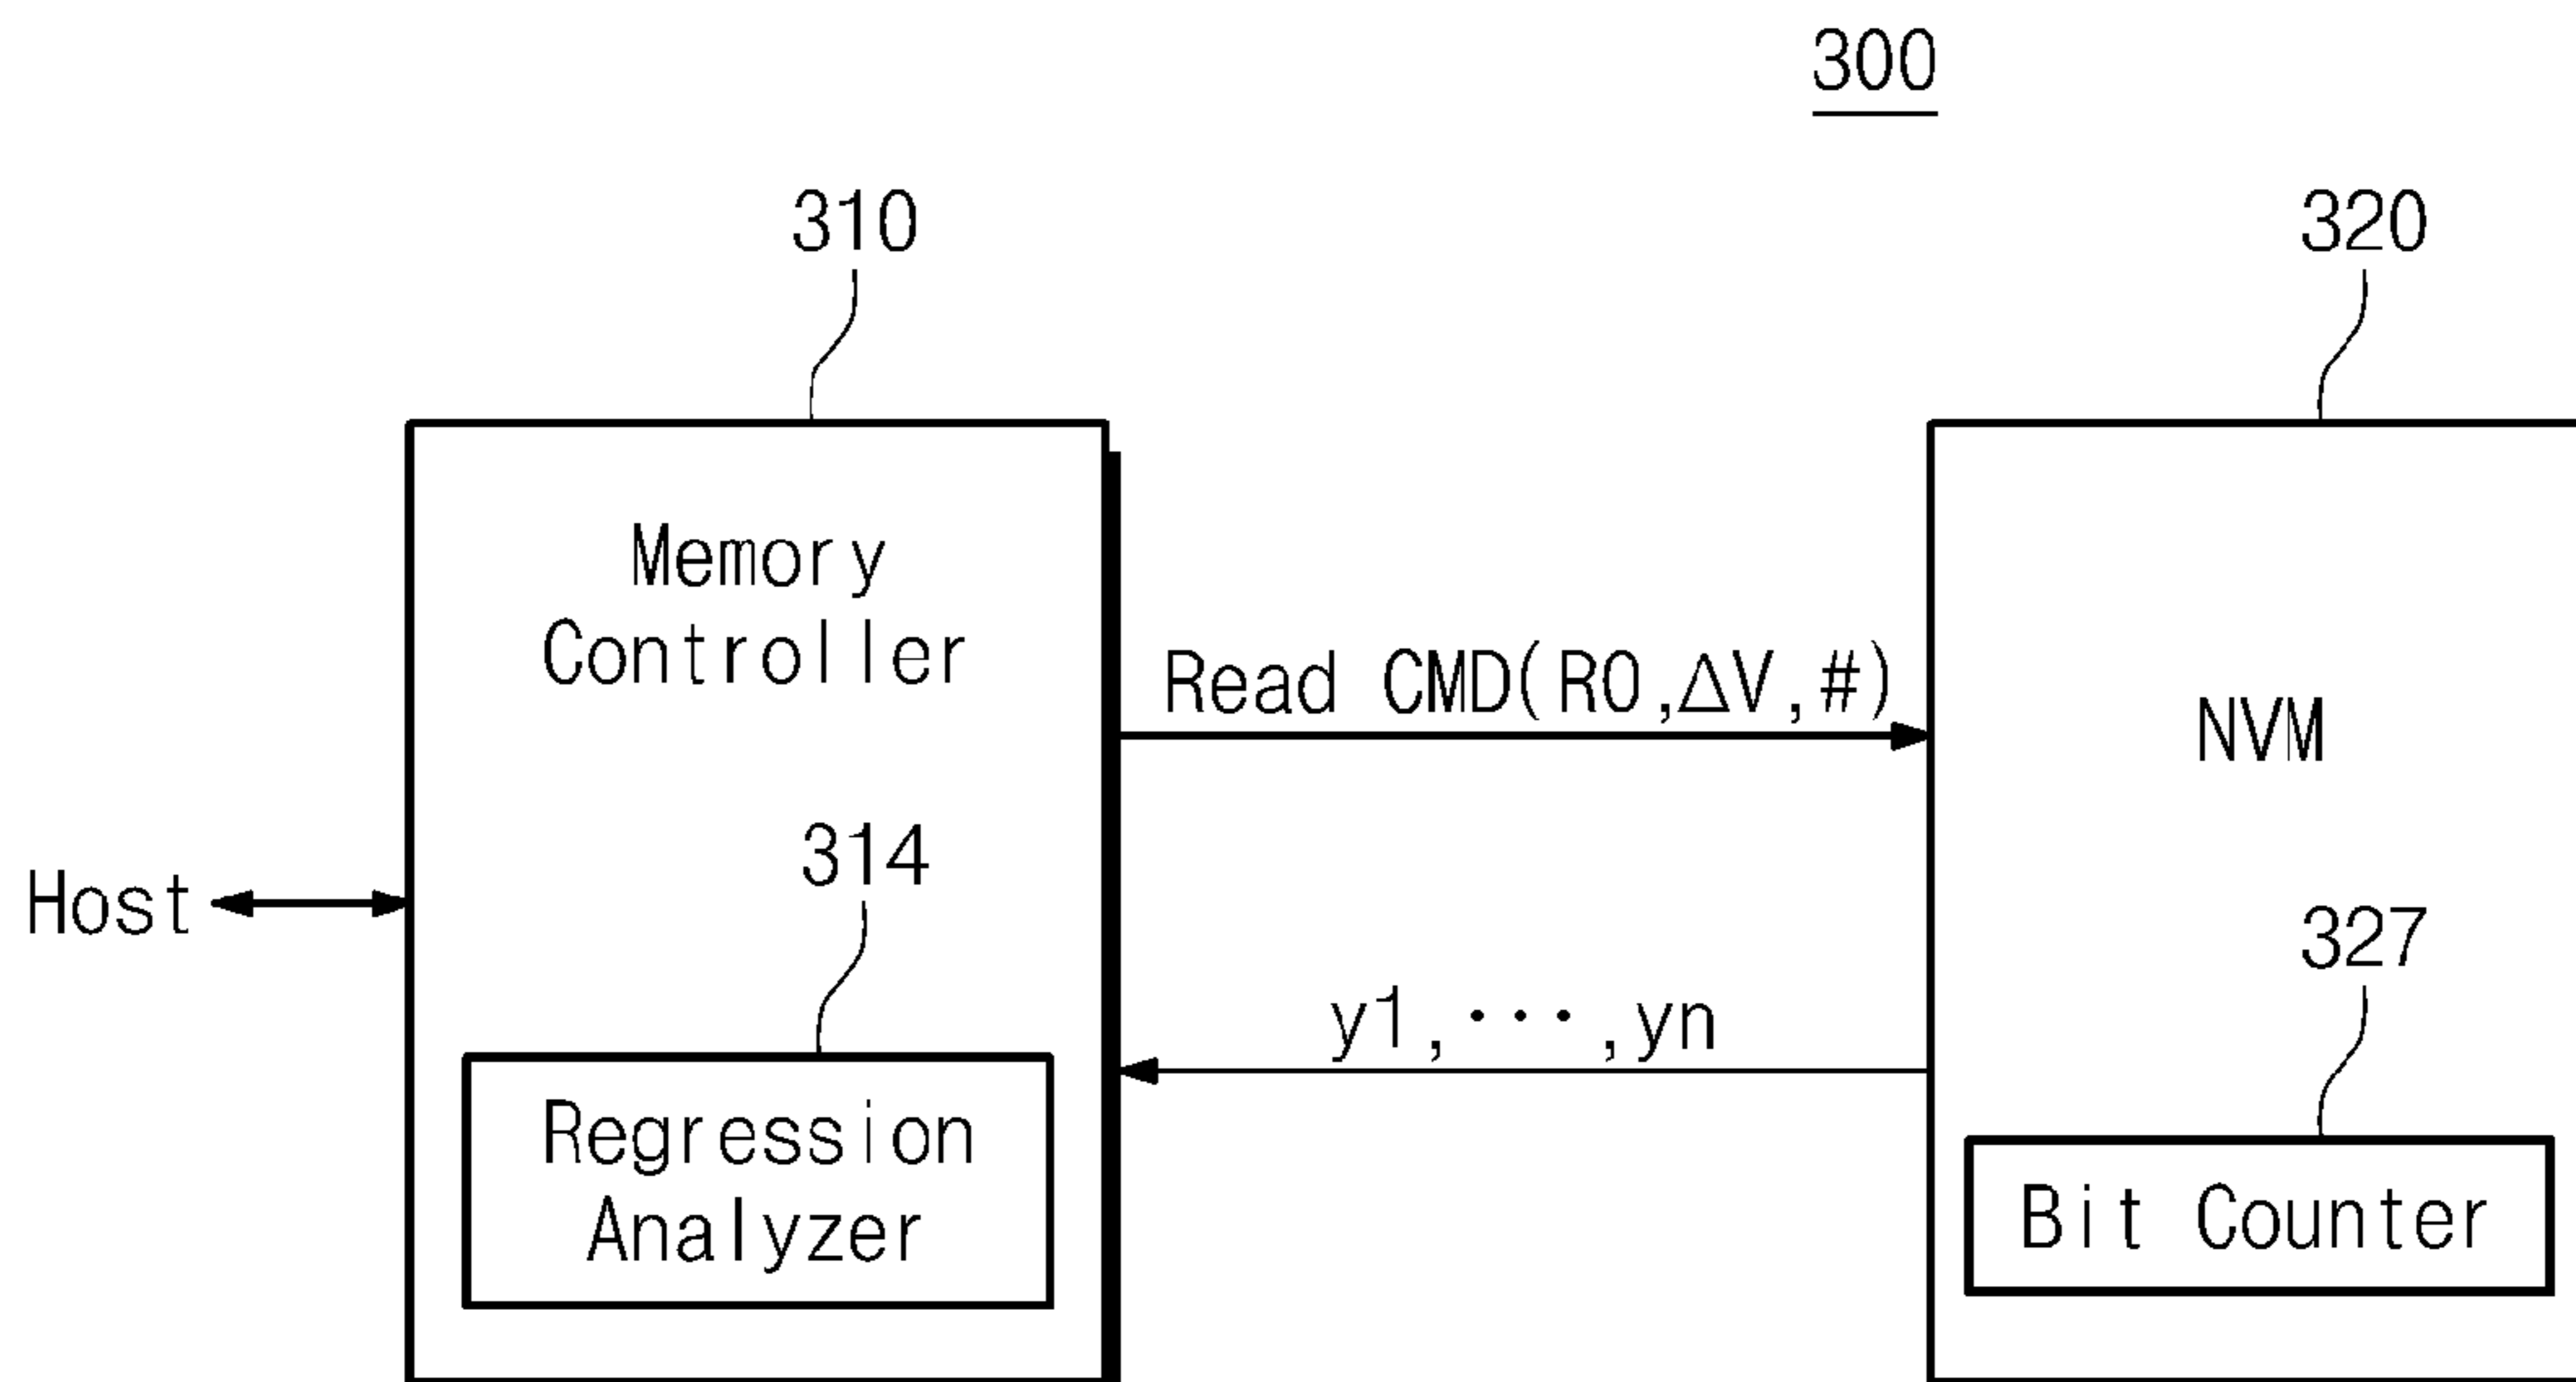 300
310
320
Memory
Controller
Read CMD(R0,ΔV,#)
NVM
314
Host
327
y1,···,yn
Regression
Analyzer
Bit Counter